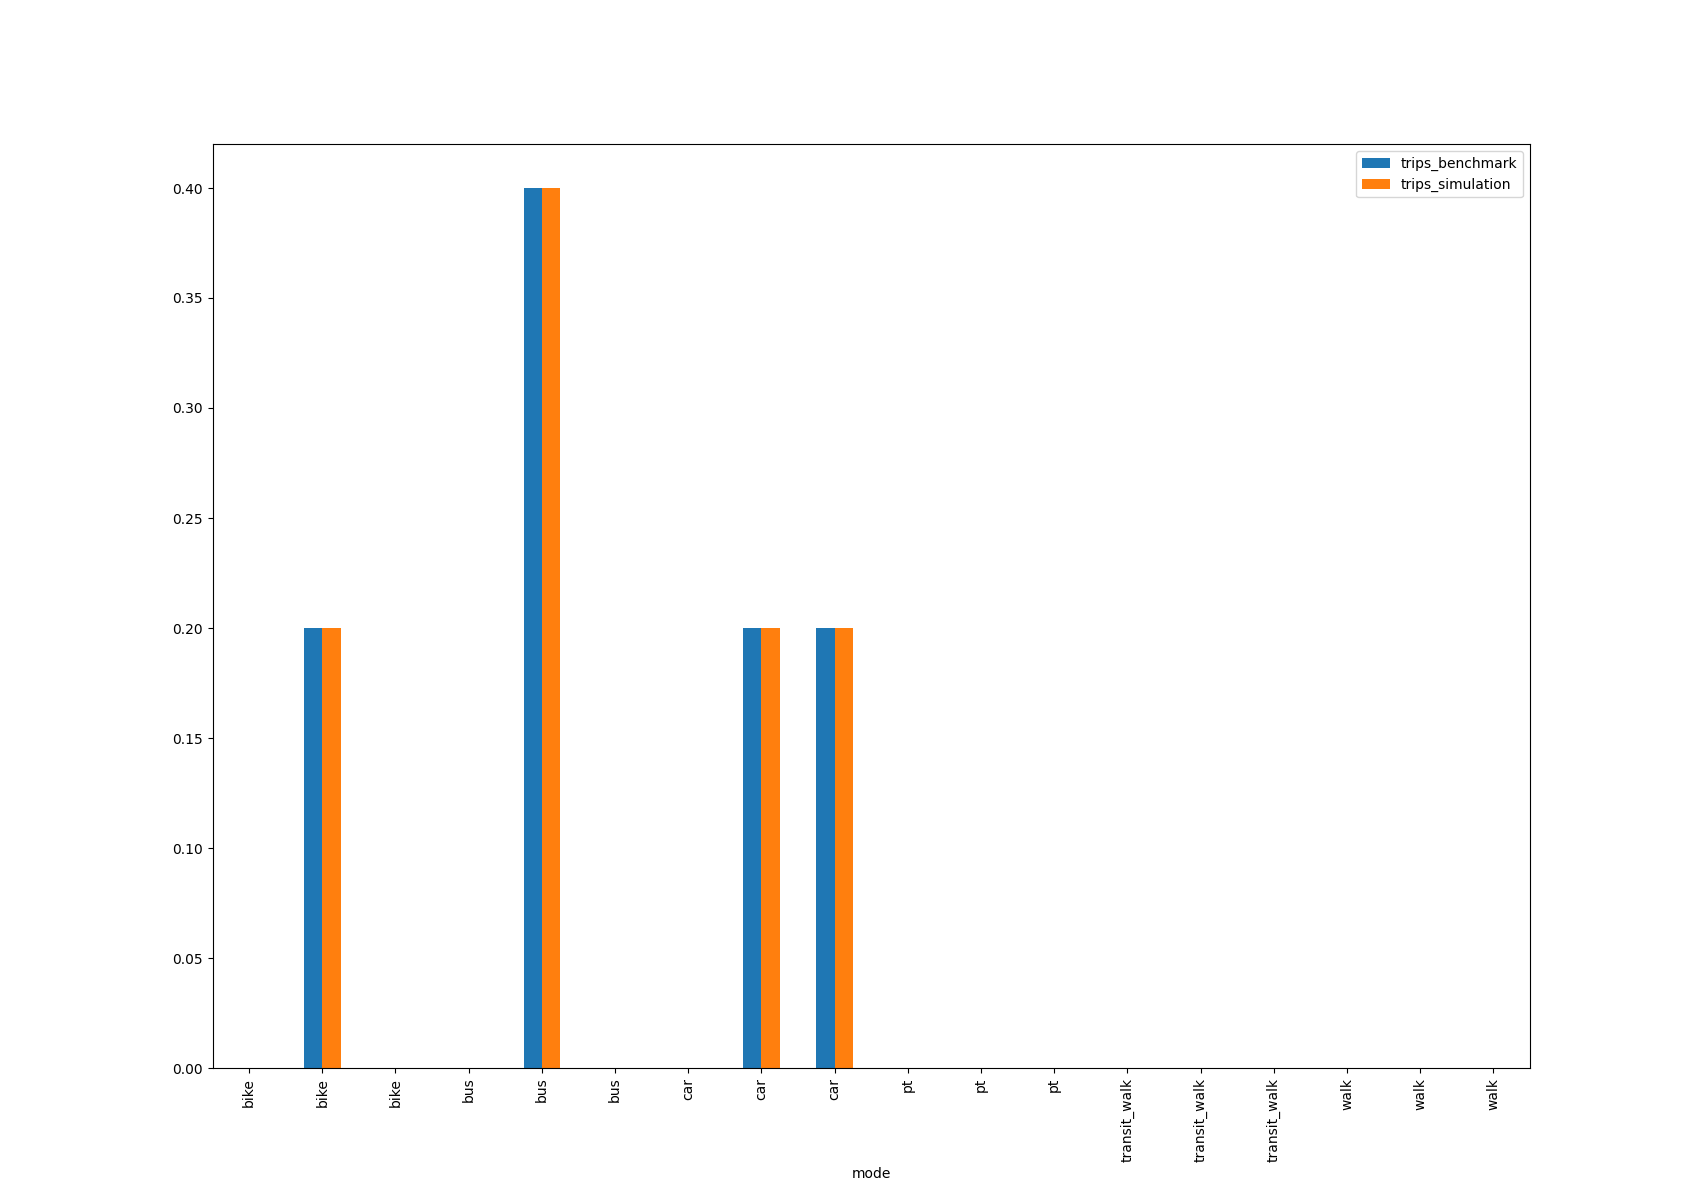 trips_benchmark
trips_simulation
0.40
0.35
0.30
0.25
0.20
0.15
0.10
0.05
0.00
bike
bike
bike
bus
bus
bus
car
car
car
pt
pt
pt
transit_walk
transit_walk
transit_walk
walk
walk
walk
mode